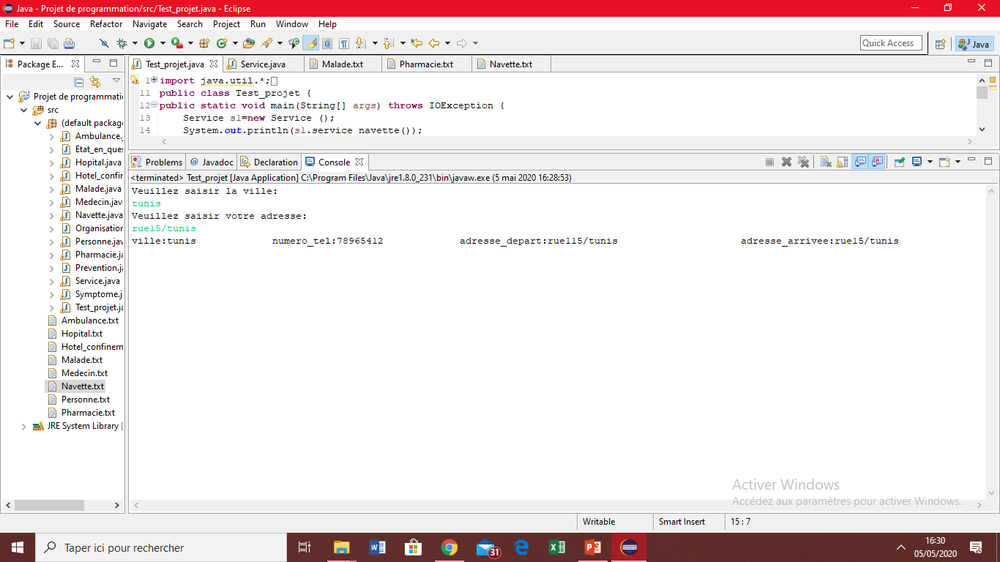 Java - Projet de programmation/src/Test_projet.java - Eclipse
File Edit Source Refactor Navigate Search Project Run Window Help
Quick Access Java
Package E... Test_projet.java Service.java Malade.txt Pharmacie.txt Navette.txt
1 import java.util.*;
11 public class Test_projet {
12 public static void main(String[] args) throws IOException {
13 Service s1=new Service ();
14 System.out.println(s1.service_navette());
Projet de programmati
src
(default package
Ambulance.
Etat_en_que
Hopital.java
Hotel_confin
Malade.java
Medecin.jav
Navette.java
Organisation
Personne.jav
Pharmacie.ja
Prevention.ja
Service.java
Symptome.j
Test_projet.ja
Ambulance.txt
Hopital.txt
Hotel_confinem
Malade.txt
Medecin.txt
Navette.txt
Personne.txt
Pharmacie.txt
JRE System Library [
Problems @ Javadoc Declaration Console
<terminated> Test_projet [Java Application] C:\Program Files\Java\jre1.8.0_231\bin\javaw.exe (5 mai 2020 16:28:53)
Veuillez saisir la ville:
tunis
Veuillez saisir votre adresse:
rue15/tunis
ville:tunis numero_tel:78965412 adresse_depart:rue115/tunis adresse_arrivee:rue15/tunis
Activer Windows
Accédez aux paramètres pour activer Windows.
Writable Smart Insert 15 : 7
Taper ici pour rechercher
31
16:30
05/05/2020